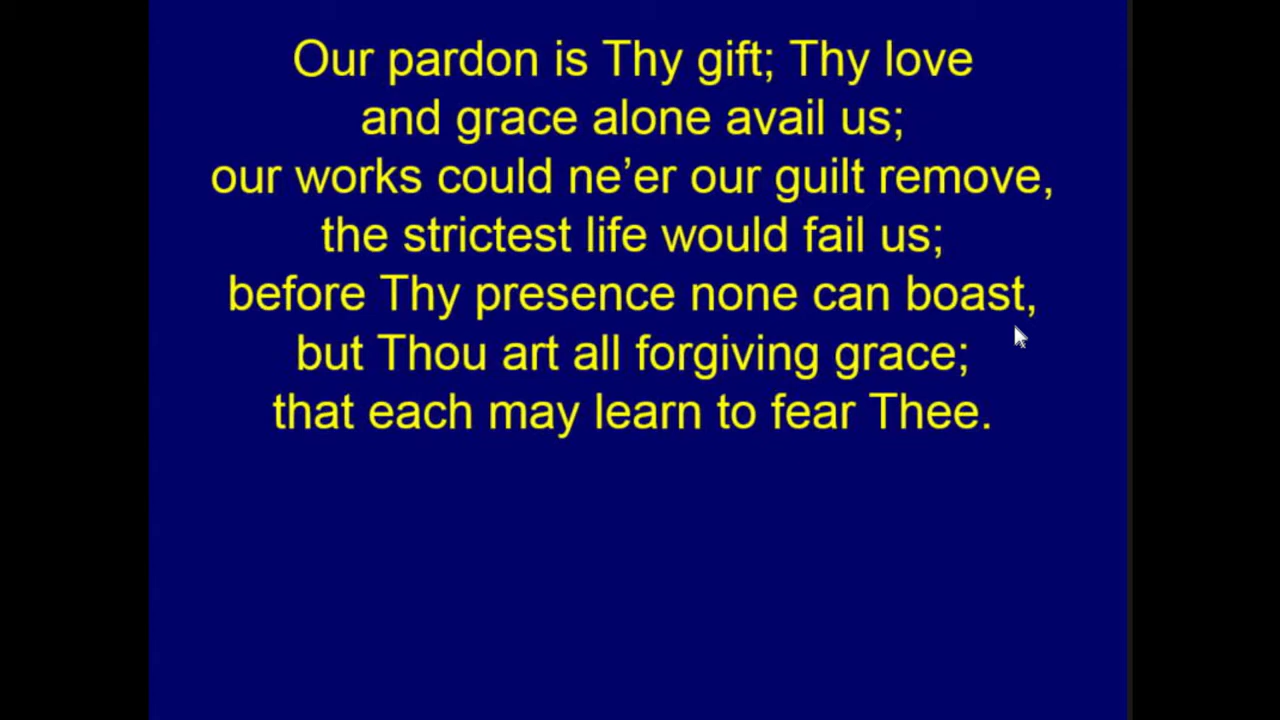 Our pardon is Thy gift; Thy love
and grace alone avail us;
our works could ne’er our guilt remove,
the strictest life would fail us;
before Thy presence none can boast,
but Thou art all forgiving grace;
that each may learn to fear Thee.